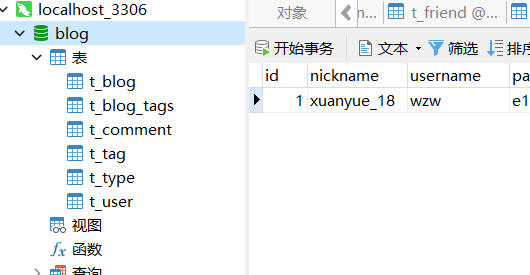 localhost_3306
blog
表
t_blog
t_blog_tags
t_comment
t_tag
t_type
t_user
视图
函数
查询
对象 n... t_friend @...
开始事务 文本 筛选 排序
id nickname username pa
1 xuanyue_18 wzw e1